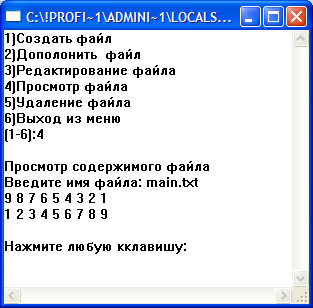 C:\!PROFI~1\ADMINI~1\LOCALS...
1)Создать файл
2)Дополонить файл
3)Редактирование файла
4)Просмотр файла
5)Удаление файла
6)Выход из меню
(1-6):4
Просмотр содержимого файла
Введите имя файла: main.txt
9 8 7 6 5 4 3 2 1
1 2 3 4 5 6 7 8 9
Нажмите любую кклавишу: